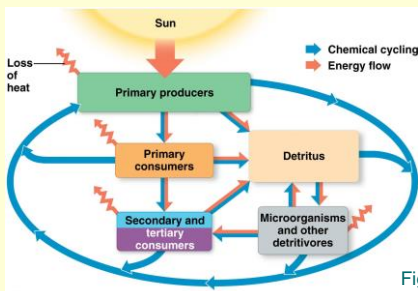 Sun
Chemical cycling
Energy flow
Loss
of
heat
Primary producers
Primary
consumers
Detritus
Secondary and
tertiary consumers
Microorganisms
and other
detritivores
Fig